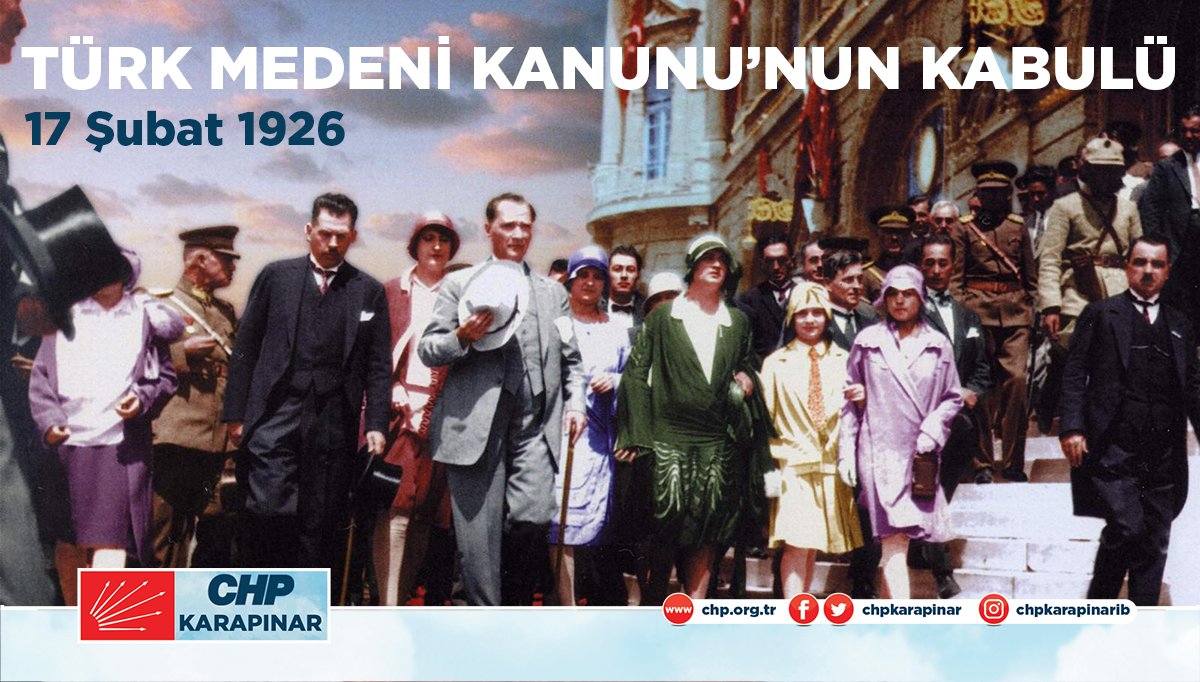 TÜRK MEDENİ KANUNU’NUN KABULÜ
17 Şubat 1926
CHP
KARAPINAR
www chp.org.tr
chpkarapinar
chpkarapinarib